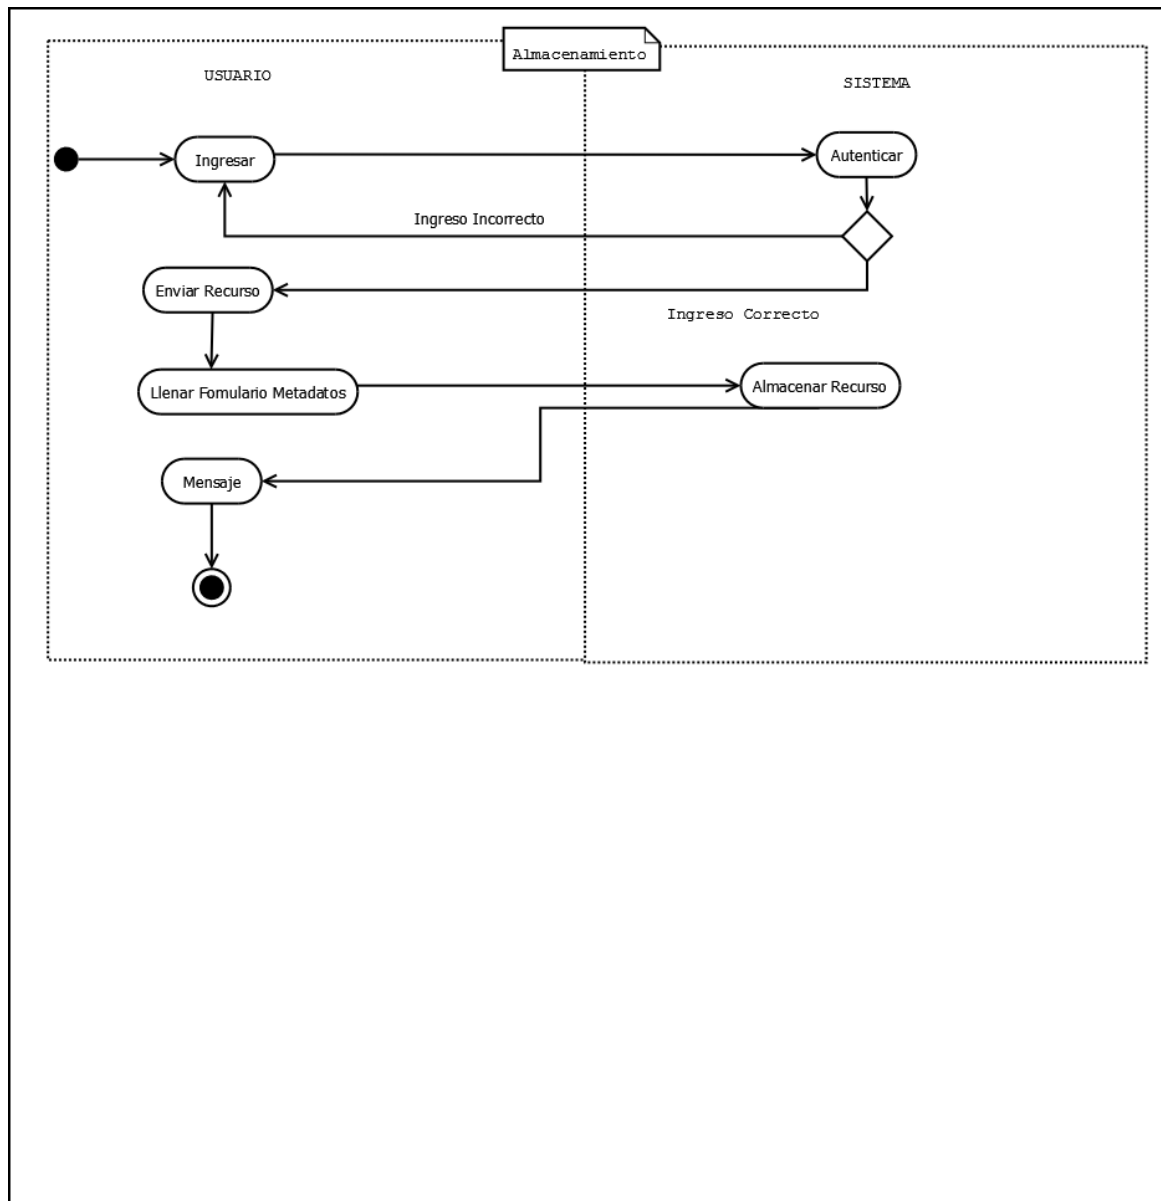 Almacenamiento
USUARIO
SISTEMA
Ingresar
Autenticar
Ingreso Incorrecto
Enviar Recurso
Ingreso Correcto
Llenar Fomulario Metadatos
Almacenar Recurso
Mensaje